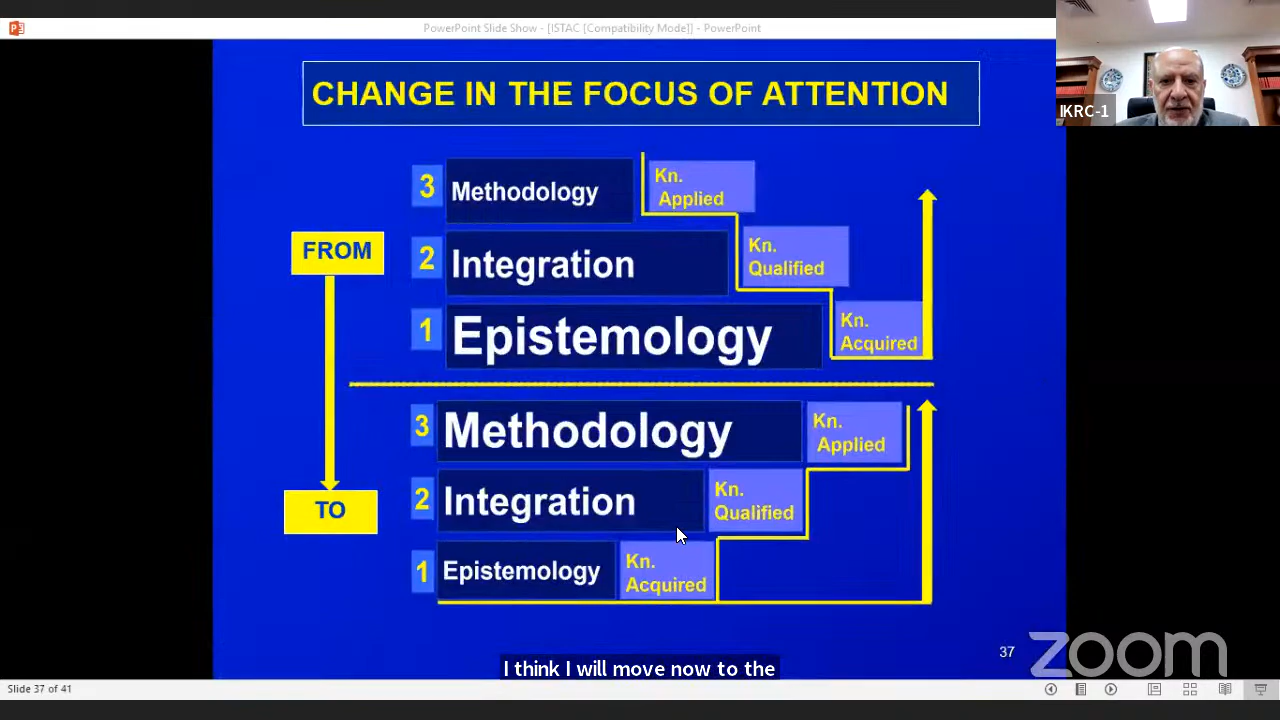 PowerPoint Slide Show - [ISTAC [Compatibility Mode]] - PowerPoint
IKRC-1
CHANGE IN THE FOCUS OF ATTENTION
FROM
3
Methodology
Kn.
Applied
2
Integration
Kn.
Qualified
1
Epistemology
Kn.
Acquired
TO
3
Methodology
Kn.
Applied
2
Integration
Kn.
Qualified
1
Epistemology
Kn.
Acquired
37
zoom
I think I will move now to the
Slide 37 of 41